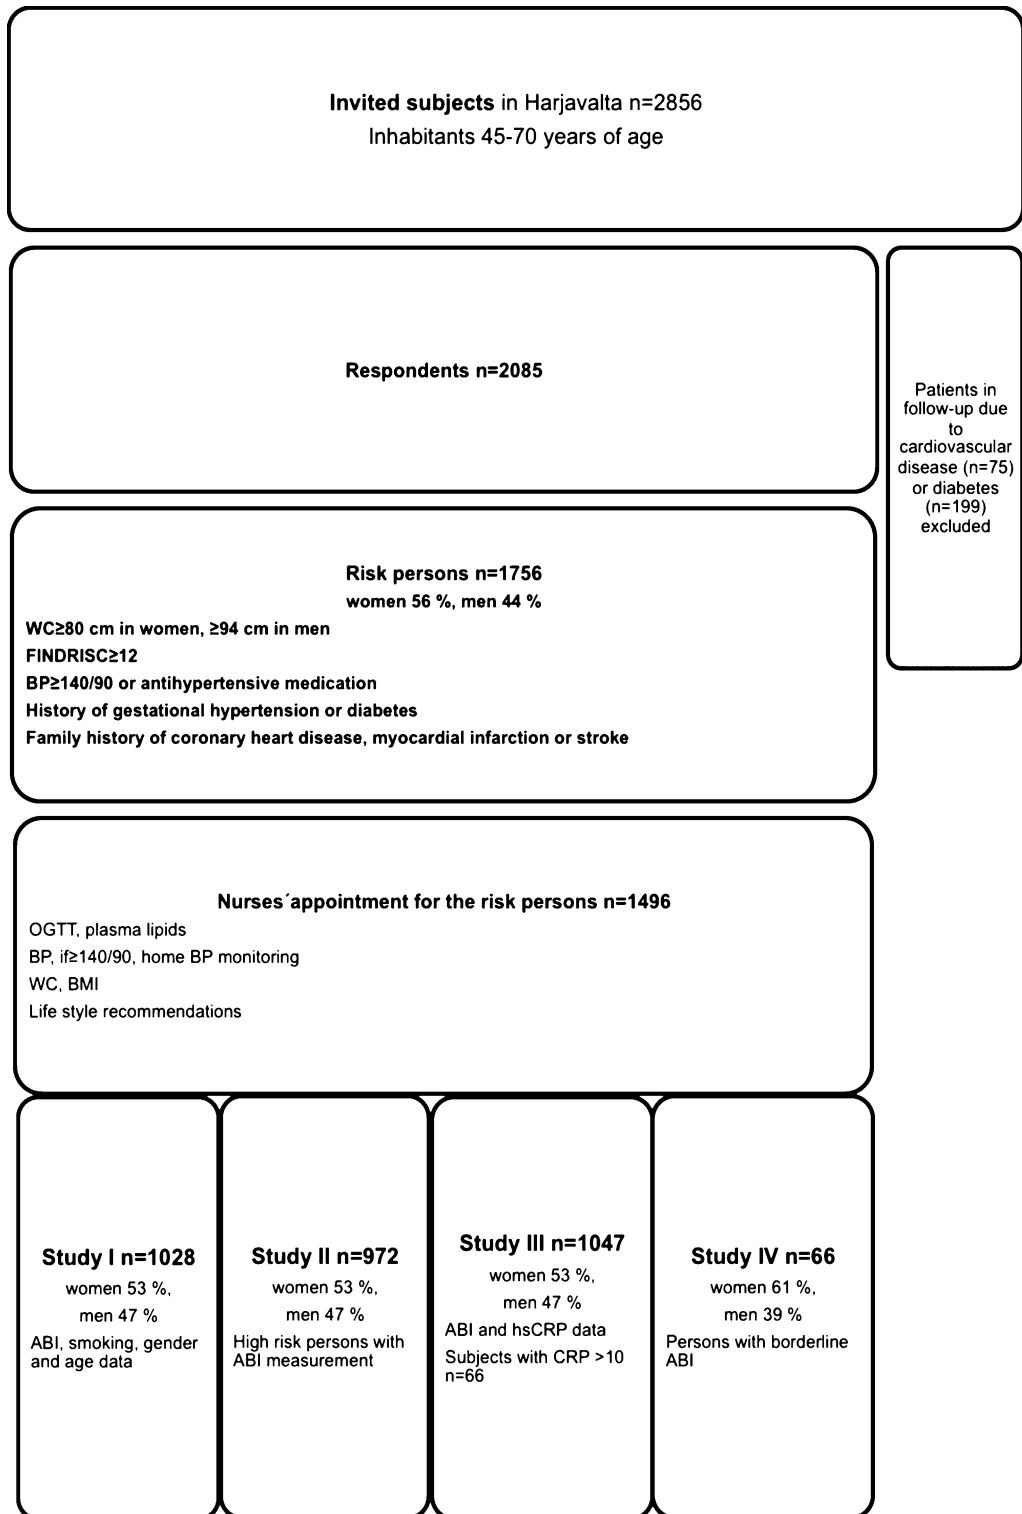 Invited subjects in Harjavalta n=2856
Inhabitants 45-70 years of age
Respondents n=2085
Patients in
follow-up due
to
cardiovascular
disease (n=75)
or diabetes
(n=199)
excluded
Risk persons n=1756
women 56 %, men 44 %
WC≥80 cm in women, ≥94 cm in men
FINDRISC≥12
BP≥140/90 or antihypertensive medication
History of gestational hypertension or diabetes
Family history of coronary heart disease, myocardial infarction or stroke
Nurses´appointment for the risk persons n=1496
OGTT, plasma lipids
BP, if≥140/90, home BP monitoring
WC, BMI
Life style recommendations
Study I n=1028
women 53 %,
men 47 %
ABI, smoking, gender
and age data
Study II n=972
women 53 %,
men 47 %
High risk persons with
ABI measurement
Study III n=1047
women 53 %,
men 47 %
ABI and hsCRP data
Subjects with CRP >10
n=66
Study IV n=66
women 61 %,
men 39 %
Persons with borderline
ABI